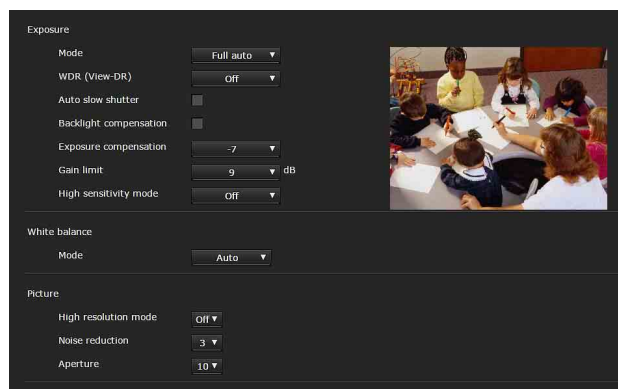 Exposure
Mode Full auto
WDR (View-DR) Off
Auto slow shutter
Backlight compensation
Exposure compensation -7
Gain limit 9 dB
High sensitivity mode Off
White balance
Mode Auto
Picture
High resolution mode Off
Noise reduction 3
Aperture 10